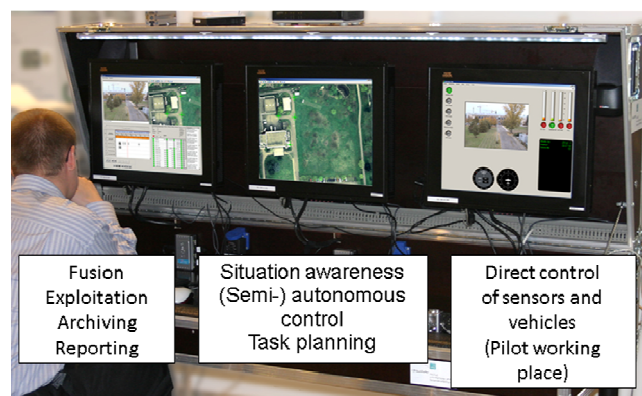 Fusion
Exploitation
Archiving
Reporting
Situation awareness
(Semi-) autonomous
control
Task planning
Direct control
of sensors and
vehicles
(Pilot working
place)